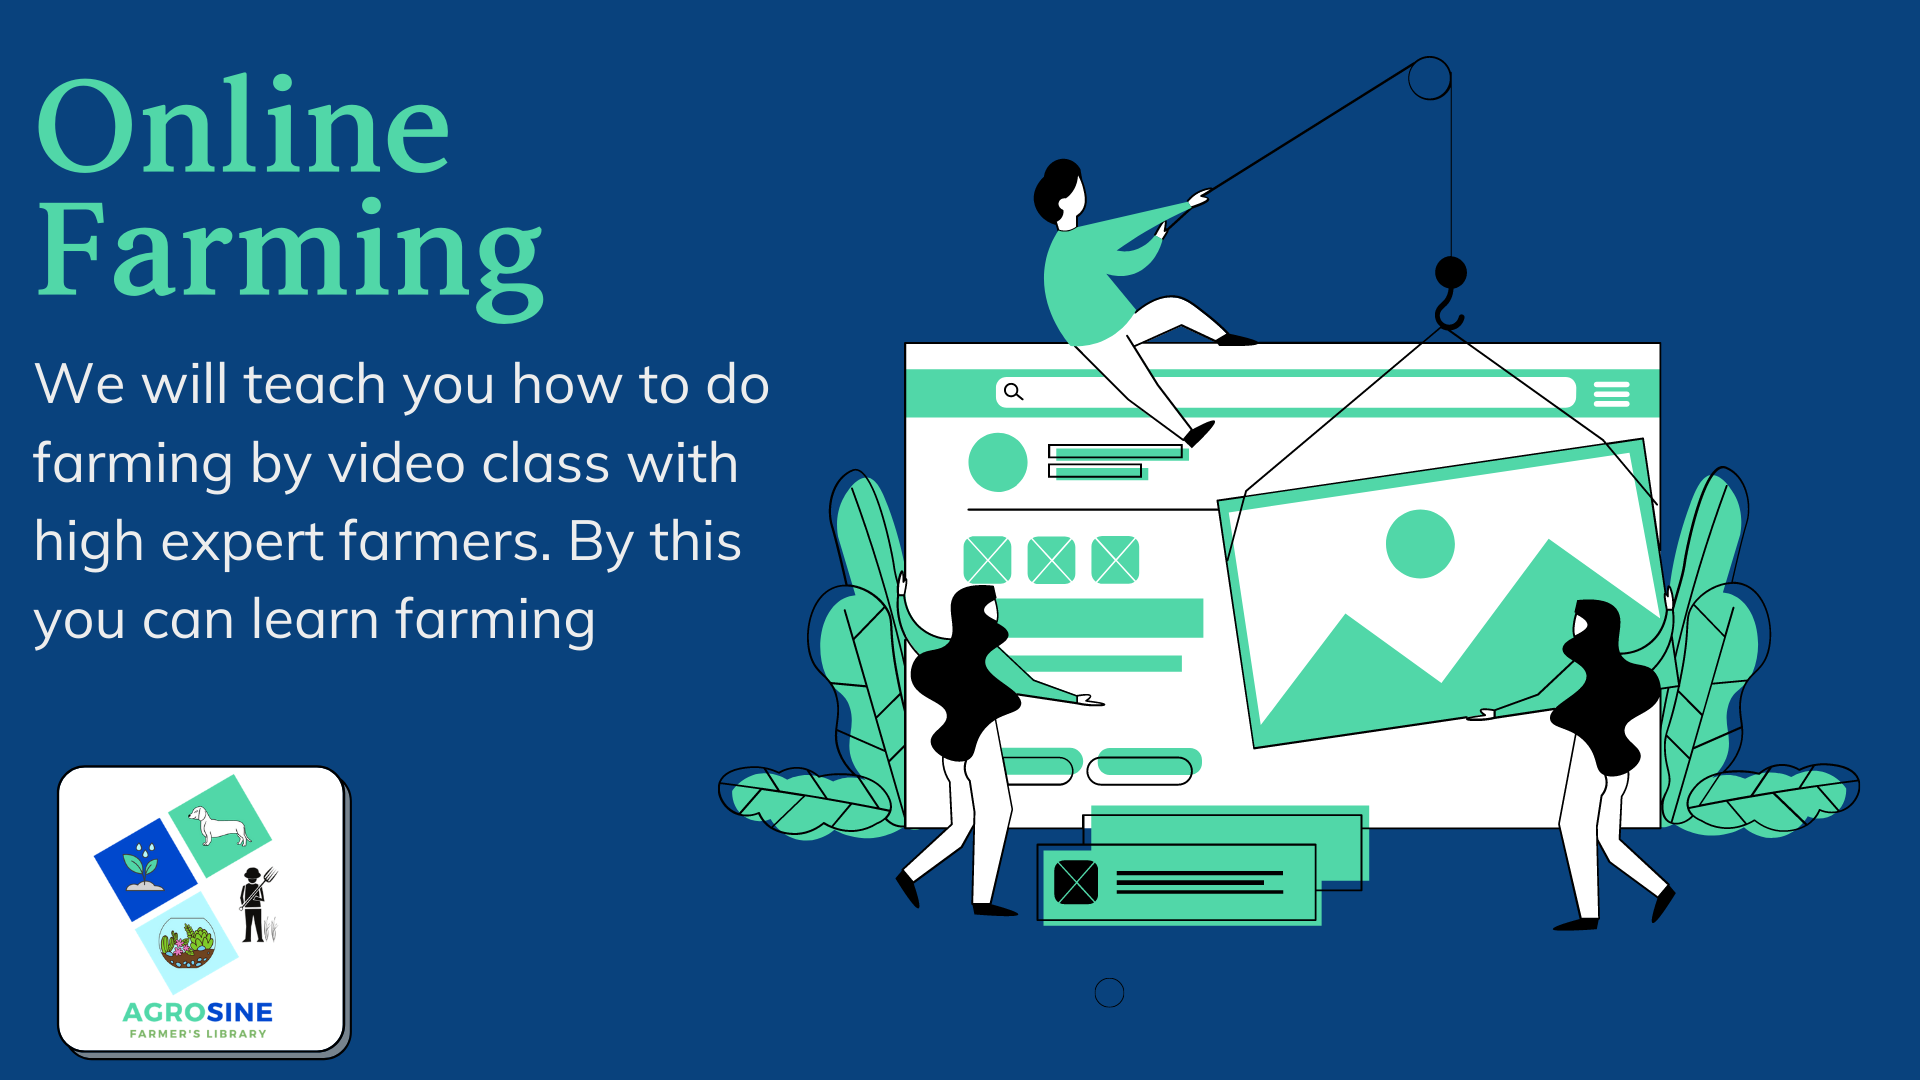 Online
Farming
We will teach you how to do
farming by video class with
high expert farmers. By this
you can learn farming
AGROSINE
FARMER'S LIBRARY